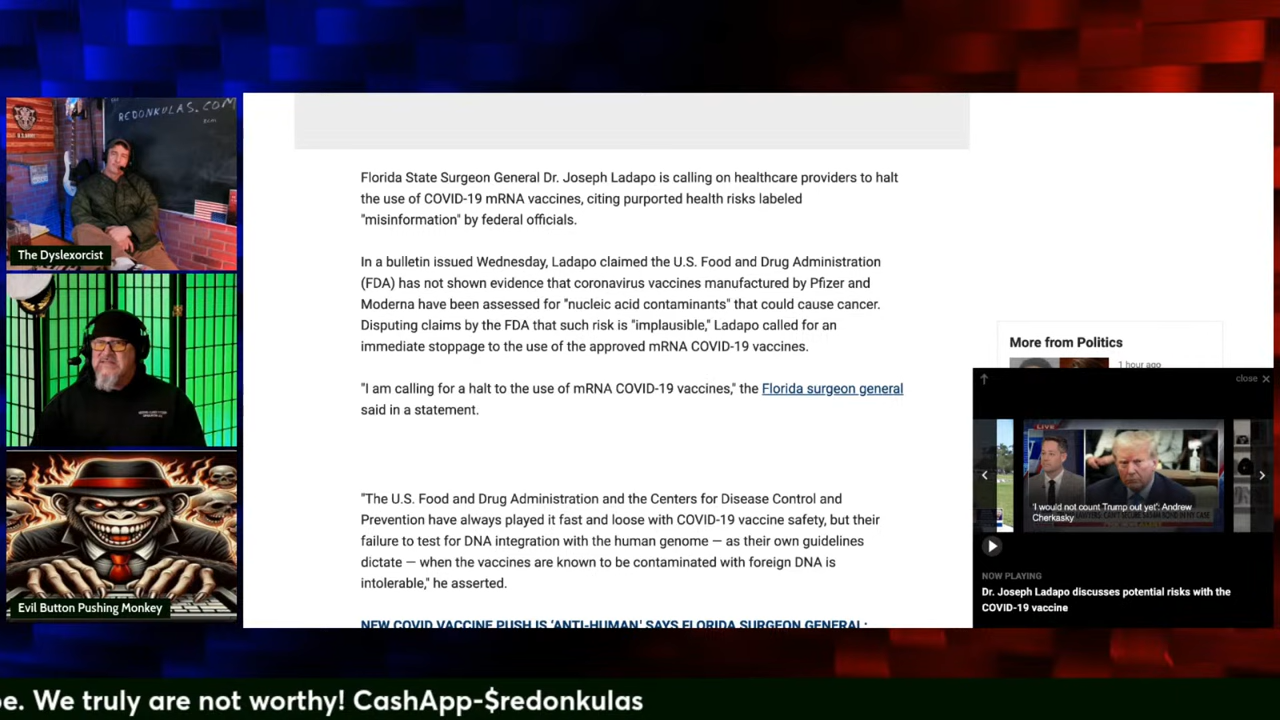 REDONKULAS.COM
The Dyslexorcist
Evil Button Pushing Monkey
Florida State Surgeon General Dr. Joseph Ladapo is calling on healthcare providers to halt
the use of COVID-19 mRNA vaccines, citing purported health risks labeled
"misinformation" by federal officials.
In a bulletin issued Wednesday, Ladapo claimed the U.S. Food and Drug Administration
(FDA) has not shown evidence that coronavirus vaccines manufactured by Pfizer and
Moderna have been assessed for "nucleic acid contaminants" that could cause cancer.
Disputing claims by the FDA that such risk is "implausible," Ladapo called for an
immediate stoppage to the use of the approved mRNA COVID-19 vaccines.
"I am calling for a halt to the use of mRNA COVID-19 vaccines," the Florida surgeon general
said in a statement.
"The U.S. Food and Drug Administration and the Centers for Disease Control and
Prevention have always played it fast and loose with COVID-19 vaccine safety, but their
failure to test for DNA integration with the human genome — as their own guidelines
dictate — when the vaccines are known to be contaminated with foreign DNA is
intolerable," he asserted.
NEW COVID VACCINE PUSH IS 'ANTI-HUMAN' SAYS FLORIDA SURGEON GENERAL:
More from Politics
1 hour ago
close
LIVE
'I would not count Trump out yet': Andrew
Cherkasky
NOW PLAYING
Dr. Joseph Ladapo discusses potential risks with the
COVID-19 vaccine
e. We truly are not worthy! CashApp-$redonkulas